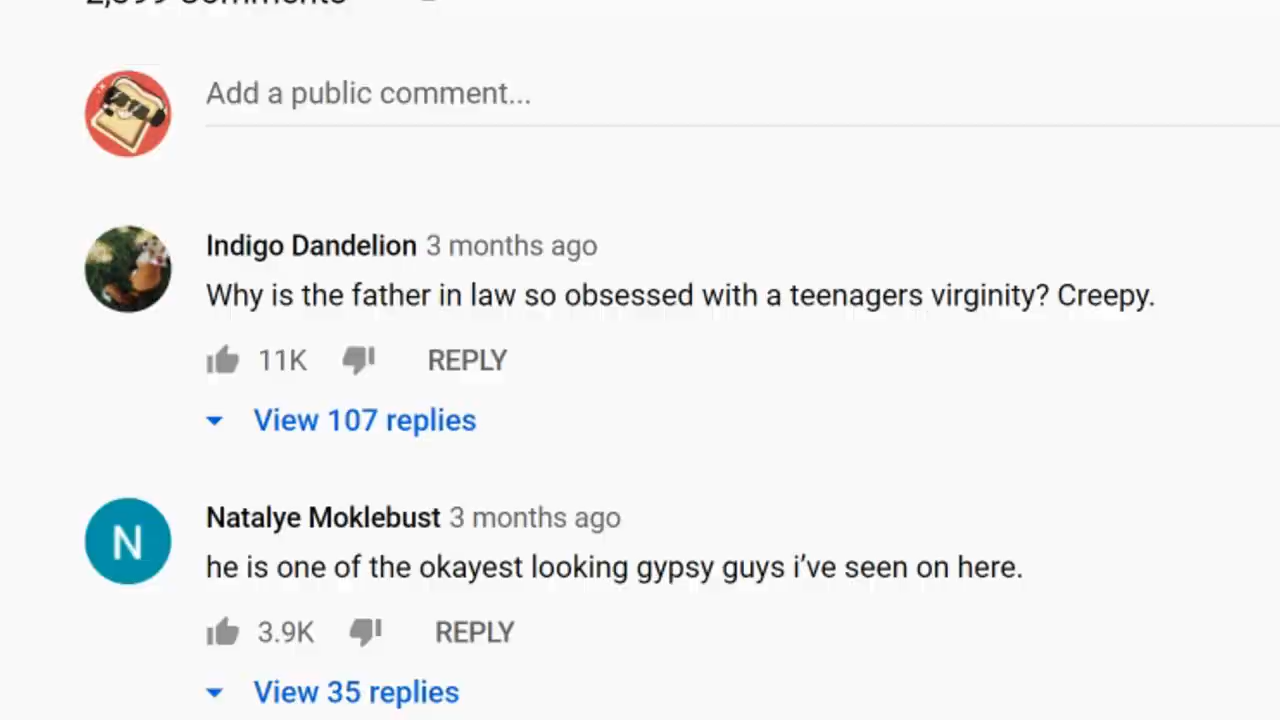 Comments
Add a public comment...
Indigo Dandelion 3 months ago
Why is the father in law so obsessed with a teenagers virginity? Creepy.
11K REPLY
View 107 replies
N
Natalye Moklebust 3 months ago
he is one of the okayest looking gypsy guys i’ve seen on here.
3.9K REPLY
View 35 replies